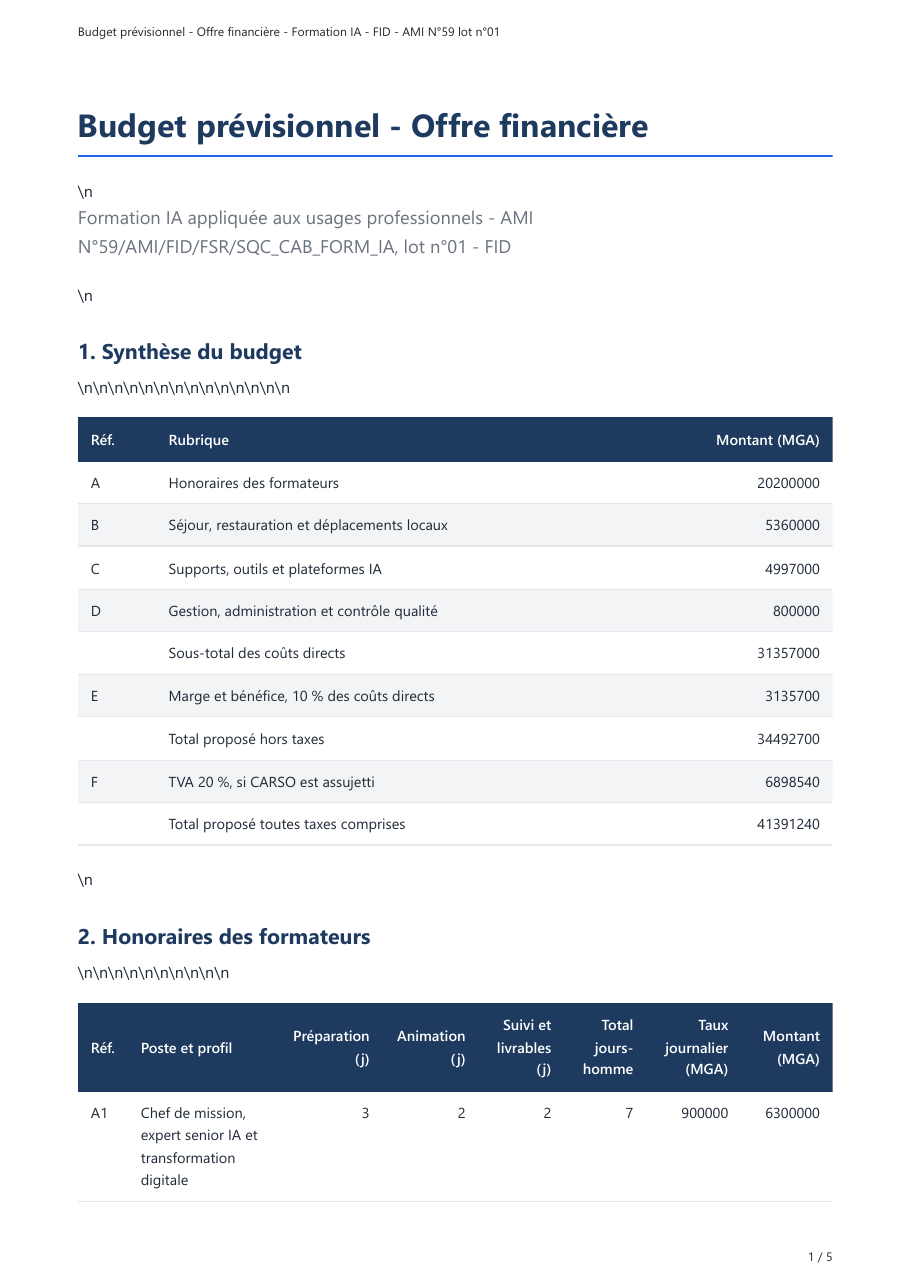 Budget prévisionnel - Offre financière - Formation IA - FID - AMI N°59 lot n°01
Budget prévisionnel - Offre financière
\n
Formation IA appliquée aux usages professionnels - AMI
N°59/AMI/FID/FSR/SQC_CAB_FORM_IA, lot n°01 - FID
\n
1. Synthèse du budget
\n\n\n\n\n\n\n\n\n\n\n\n\n\n
Réf. Rubrique Montant (MGA)
A Honoraires des formateurs 20200000
B Séjour, restauration et déplacements locaux 5360000
C Supports, outils et plateformes IA 4997000
D Gestion, administration et contrôle qualité 800000
Sous-total des coûts directs 31357000
E Marge et bénéfice, 10 % des coûts directs 3135700
Total proposé hors taxes 34492700
F TVA 20 %, si CARSO est assujetti 6898540
Total proposé toutes taxes comprises 41391240
\n
2. Honoraires des formateurs
\n\n\n\n\n\n\n\n\n\n
Réf. Poste et profil Préparation (j) Animation (j) Suivi et livrables (j) Total jours-homme Taux journalier (MGA) Montant (MGA)
A1 Chef de mission, 3 2 2 7 900000 6300000
expert senior IA et
transformation
digitale
1 / 5